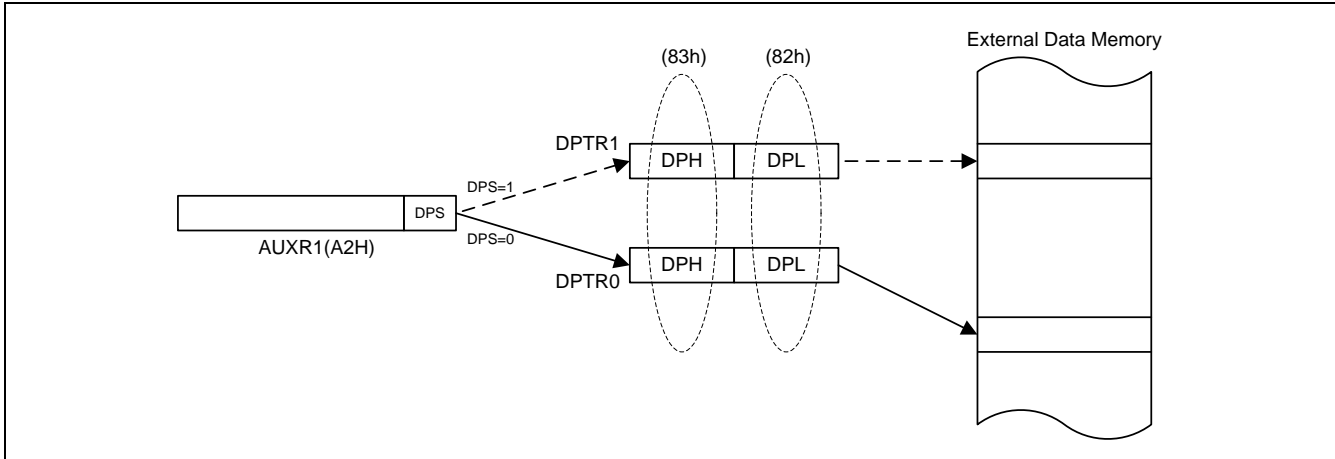 External Data Memory
(83h) (82h)
DPTR1 DPH DPL
DPS=1
DPS
DPS=0
AUXR1(A2H)
DPH DPL
DPTR0